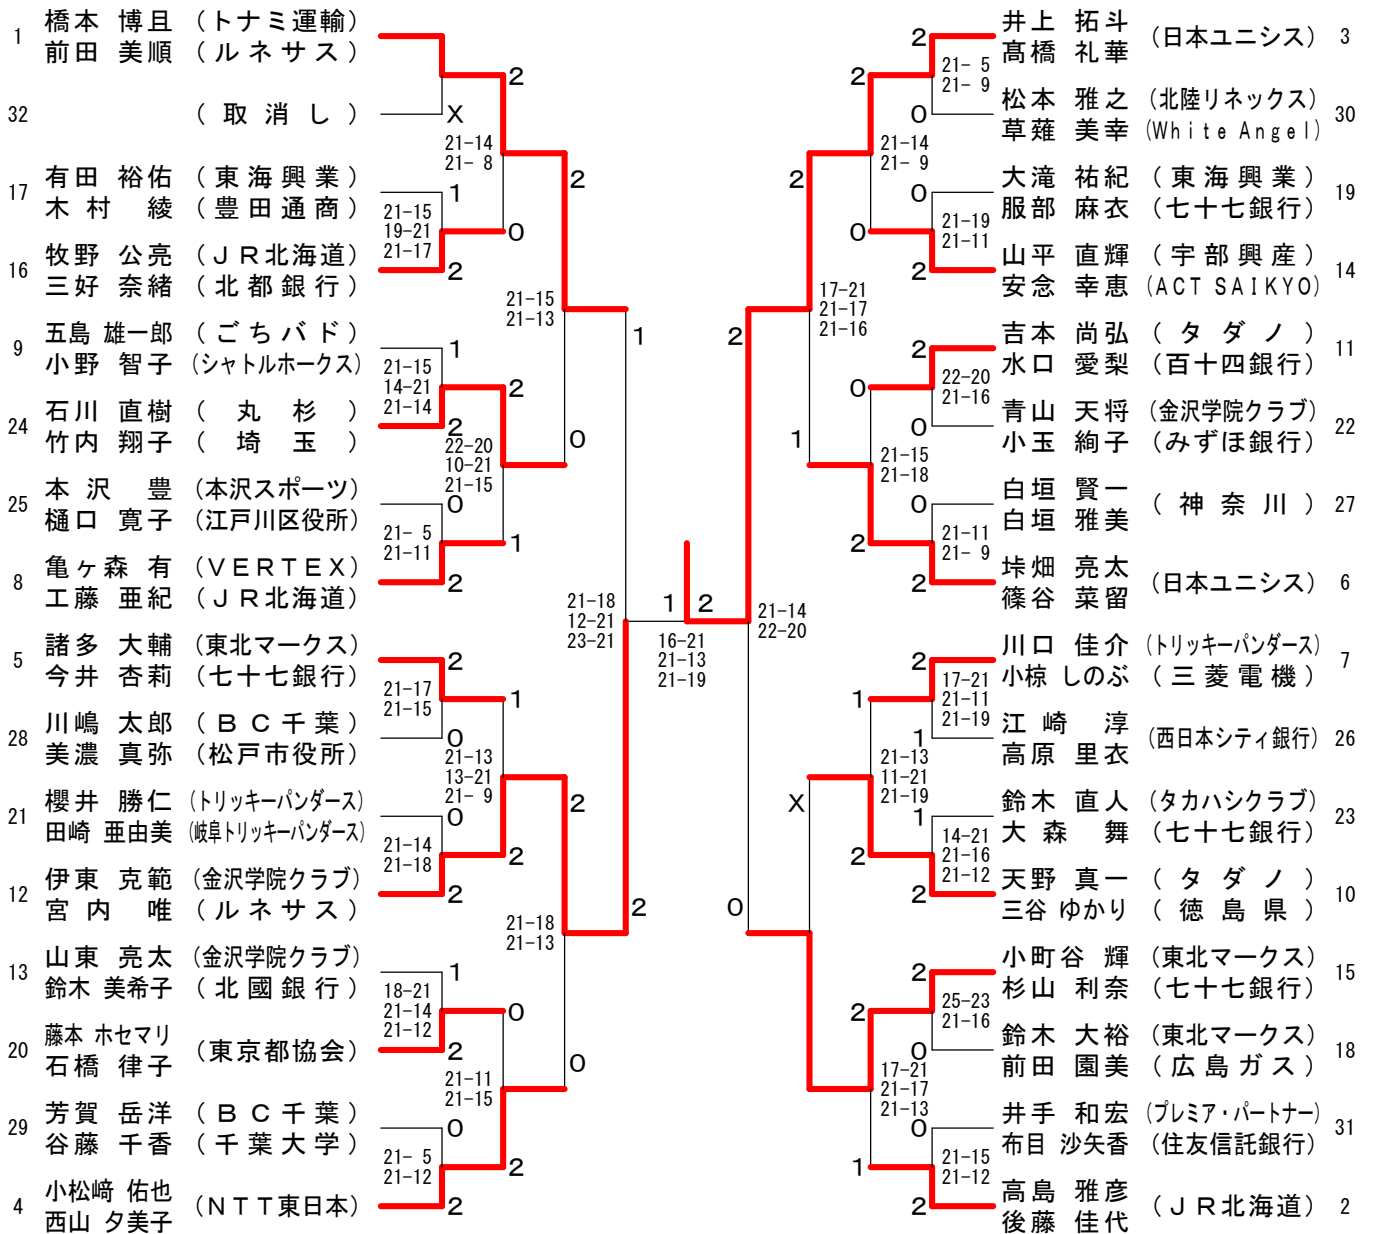 1 橋本 博且 (トナミ運輸)
前田 美順 (ルネサス)
32 (取消し)
17 有田 裕佑 (東海興業)
木村 綾 (豊田通商)
16 牧野 公亮 (JR北海道)
三好 奈緒 (北都銀行)
9 五島 雄一郎 (ごちバド)
小野 智子 (シャトルホークス)
24 石川 直樹 (丸杉)
竹内 翔子 (埼玉)
25 本沢 豊 (本沢スポーツ)
樋口 寛子 (江戸川区役所)
8 亀ヶ森 有 (VERTEX)
工藤 亜紀 (JR北海道)
5 諸多 大輔 (東北マークス)
今井 杏莉 (七十七銀行)
28 川嶋 太郎 (BC千葉)
美濃 真弥 (松戸市役所)
21 櫻井 勝仁 (トリッキーパンダース)
田崎 亜由美 (岐阜トリッキーパンダース)
12 伊東 克範 (金沢学院クラブ)
宮内 唯 (ルネサス)
13 山東 亮太 (金沢学院クラブ)
鈴木 美希子 (北國銀行)
20 藤本 ホセマリ
石橋 律子 (東京都協会)
29 芳賀 岳洋 (BC千葉)
谷藤 千香 (千葉大学)
4 小松﨑 佑也
西山 夕美子 (NTT東日本)
X
1
21-15
19-21
21-17
2
1
21-15
14-21
21-14
2
0
21- 5
21-11
2
2
21-17
21-15
0
0
21-14
21-18
2
1
18-21
21-14
21-12
2
0
21- 5
21-12
2
2
21-14
21- 8
0
2
22-20
10-21
21-15
1
1
21-13
13-21
21- 9
2
0
21-11
21-15
2
2
21-15
21-13
0
2
21-18
21-13
0
1
21-18
12-21
23-21
2
1 2
16-21
21-13
21-19
2
21-14
22-20
0
2
17-21
21-17
21-16
1
X
2
21-14
21- 9
0
0
21-15
21-18
2
1
21-13
11-21
21-19
2
2
17-21
21-17
21-13
1
2
21- 5
21- 9
0
0
21-19
21-11
2
2
22-20
21-16
0
0
21-11
21- 9
2
2
17-21
21-11
21-19
1
1
14-21
21-16
21-12
2
2
25-23
21-16
0
0
21-15
21-12
2
井上 拓斗
髙橋 礼華 (日本ユニシス) 3
松本 雅之 (北陸リネックス)
草薙 美幸 (White Angel) 30
大滝 祐紀 (東海興業)
服部 麻衣 (七十七銀行) 19
山平 直輝 (宇部興産)
安念 幸恵 (ACT SAIKYO) 14
吉本 尚弘 (タダノ)
水口 愛梨 (百十四銀行) 11
青山 天将 (金沢学院クラブ)
小玉 絢子 (みずほ銀行) 22
白垣 賢一
白垣 雅美 (神奈川) 27
垰畑 亮太
篠谷 菜留 (日本ユニシス) 6
川口 佳介 (トリッキーパンダース)
小椋 しのぶ (三菱電機) 7
江崎 淳
高原 里衣 (西日本シティ銀行) 26
鈴木 直人 (タカハシクラブ)
大森 舞 (七十七銀行) 23
天野 真一 (タダノ)
三谷 ゆかり (徳島県) 10
小町谷 輝 (東北マークス)
杉山 利奈 (七十七銀行) 15
鈴木 大裕 (東北マークス)
前田 園美 (広島ガス) 18
井手 和宏 (プレミア・パートナー)
布目 沙矢香 (住友信託銀行) 31
高島 雅彦
後藤 佳代 (JR北海道) 2